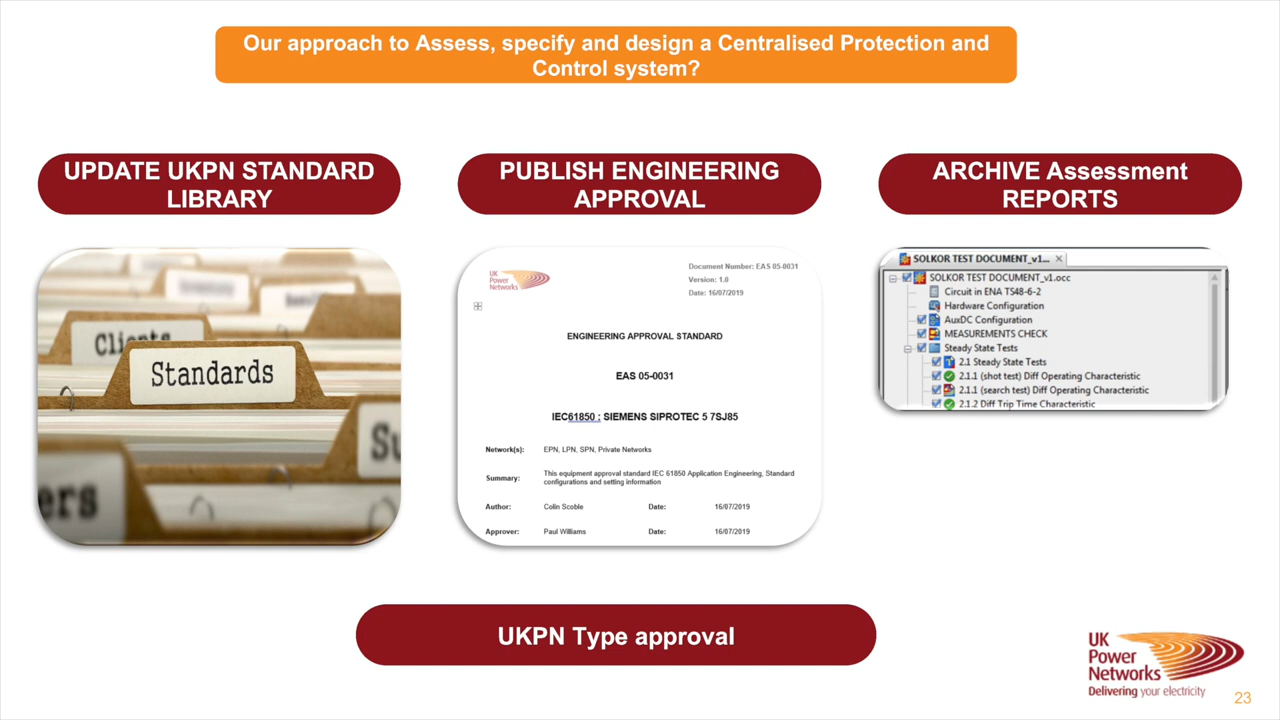 Our approach to Assess, specify and design a Centralised Protection and
Control system?
UPDATE UKPN STANDARD
LIBRARY
PUBLISH ENGINEERING
APPROVAL
ARCHIVE Assessment
REPORTS
Clients
Standards
Su
ers
UK
Power
Networks
Document Number: EAS 05-0031
Version: 1.0
Date: 16/07/2019
ENGINEERING APPROVAL STANDARD
EAS 05-0031
IEC61850 : SIEMENS SIPROTEC 5 7SJ85
Network(s): EPN, LPN, SPN, Private Networks
Summary: This equipment approval standard IEC 61850 Application Engineering, Standard
configurations and setting information
Author: Colin Scoble Date: 16/07/2019
Approver: Paul Williams Date: 16/07/2019
SOLKOR TEST DOCUMENT_v1...
SOLKOR TEST DOCUMENT_v1.occ
Circuit in ENA TS48-6-2
Hardware Configuration
AuxDC Configuration
MEASUREMENTS CHECK
Steady State Tests
2.1 Steady State Tests
2.1.1 (shot test) Diff Operating Characteristic
2.1.1 (search test) Diff Operating Characteristic
2.1.2 Diff Trip Time Characteristic
UKPN Type approval
UK
Power
Networks
Delivering your electricity
23